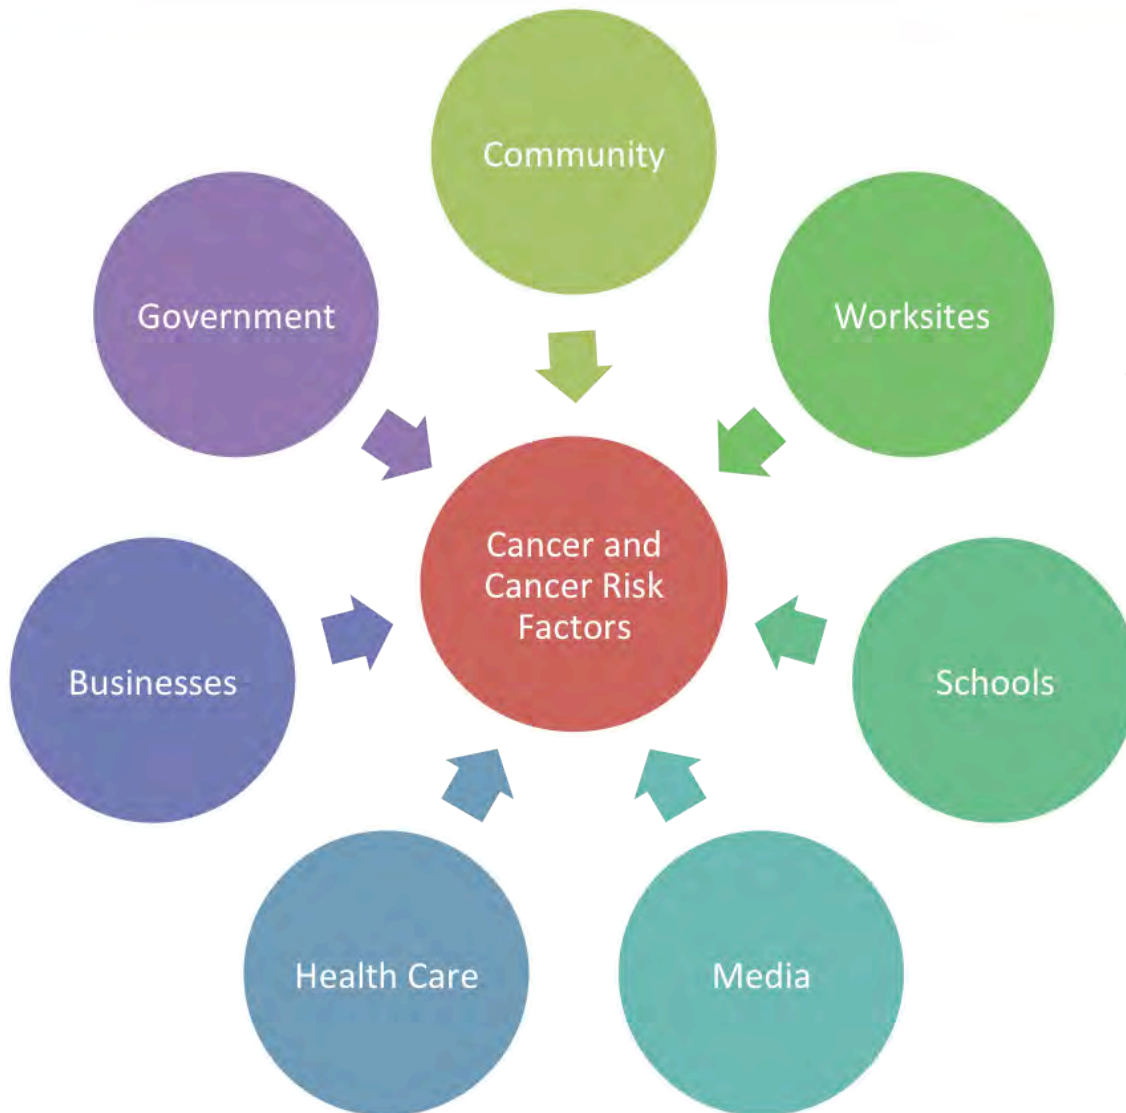 Community
Government
Worksites
Cancer and
Cancer Risk
Factors
Businesses
Schools
Health Care
Media